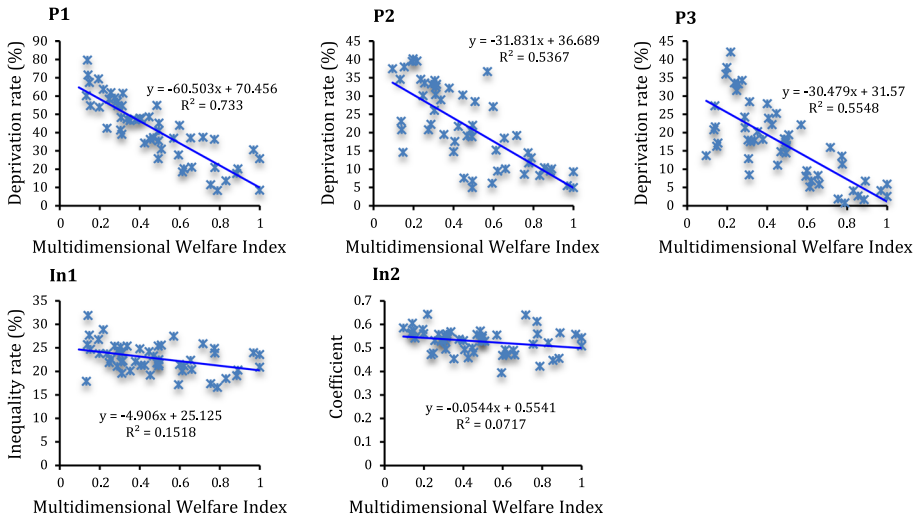 P1
Deprivation rate (%)
90
80
70
60
50
40
30
20
10
0
y = -60.503x + 70.456
R² = 0.733
0 0.2 0.4 0.6 0.8 1
Multidimensional Welfare Index
P2
Deprivation rate (%)
45
40
35
30
25
20
15
10
5
0
y = -31.831x + 36.689
R² = 0.5367
0 0.2 0.4 0.6 0.8 1
Multidimensional Welfare Index
P3
Deprivation rate (%)
45
40
35
30
25
20
15
10
5
0
y = -30.479x + 31.57
R² = 0.5548
0 0.2 0.4 0.6 0.8 1
Multidimensional Welfare Index
In1
Inequality rate (%)
35
30
25
20
15
10
5
0
y = -4.906x + 25.125
R² = 0.1518
0 0.2 0.4 0.6 0.8 1
Multidimensional Welfare Index
In2
Coefficient
0.7
0.6
0.5
0.4
0.3
0.2
0.1
0
y = -0.0544x + 0.5541
R² = 0.0717
0 0.2 0.4 0.6 0.8 1
Multidimensional Welfare Index